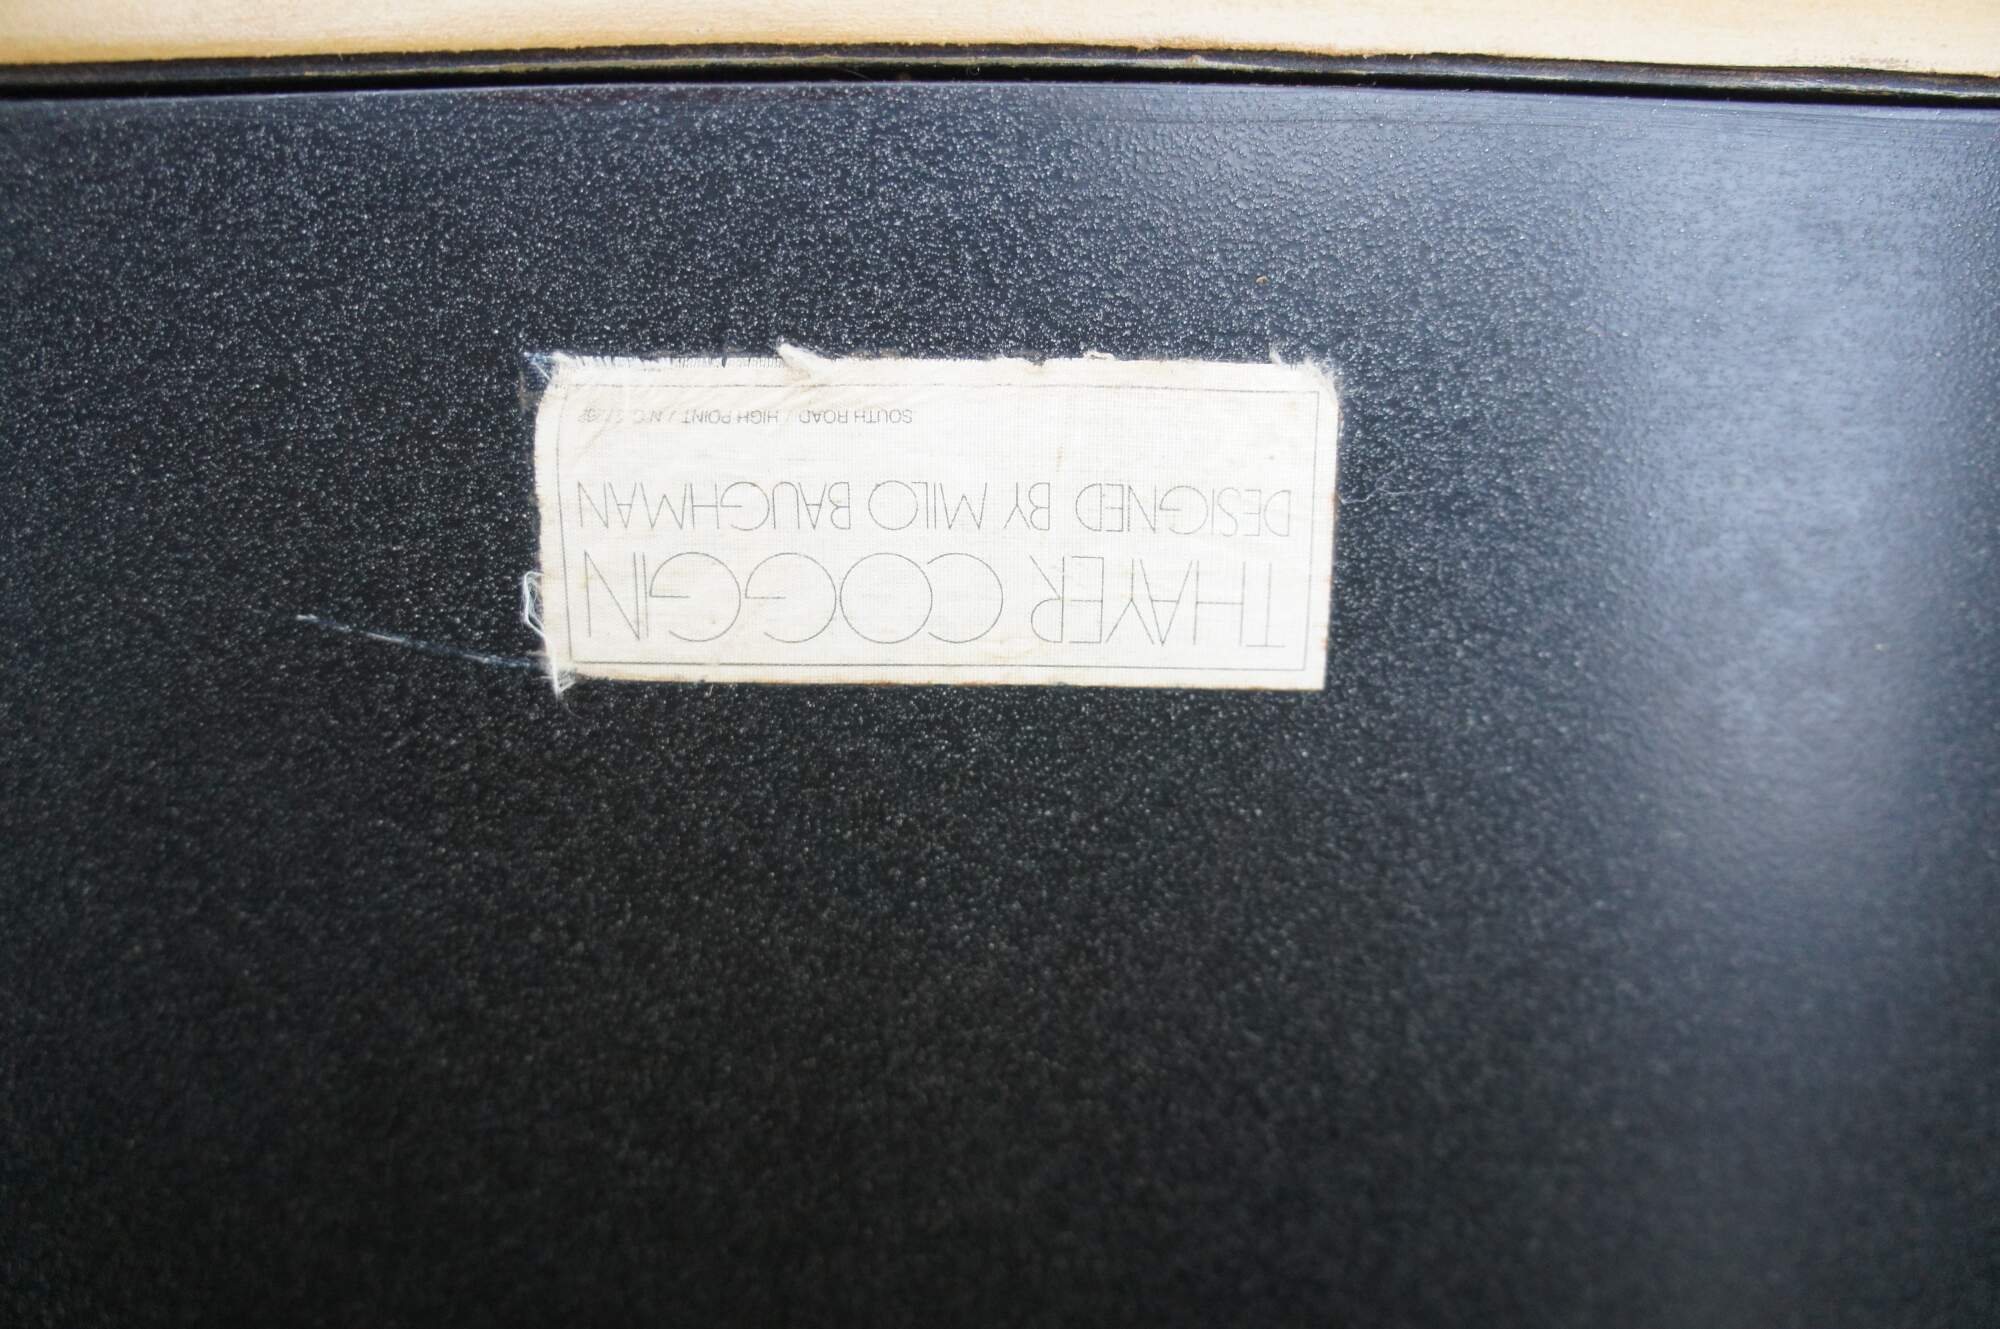 THAYER COGGIN
DESIGNED BY MILO BAUGHMAN
SOUTH ROAD / HIGH POINT / N.C.